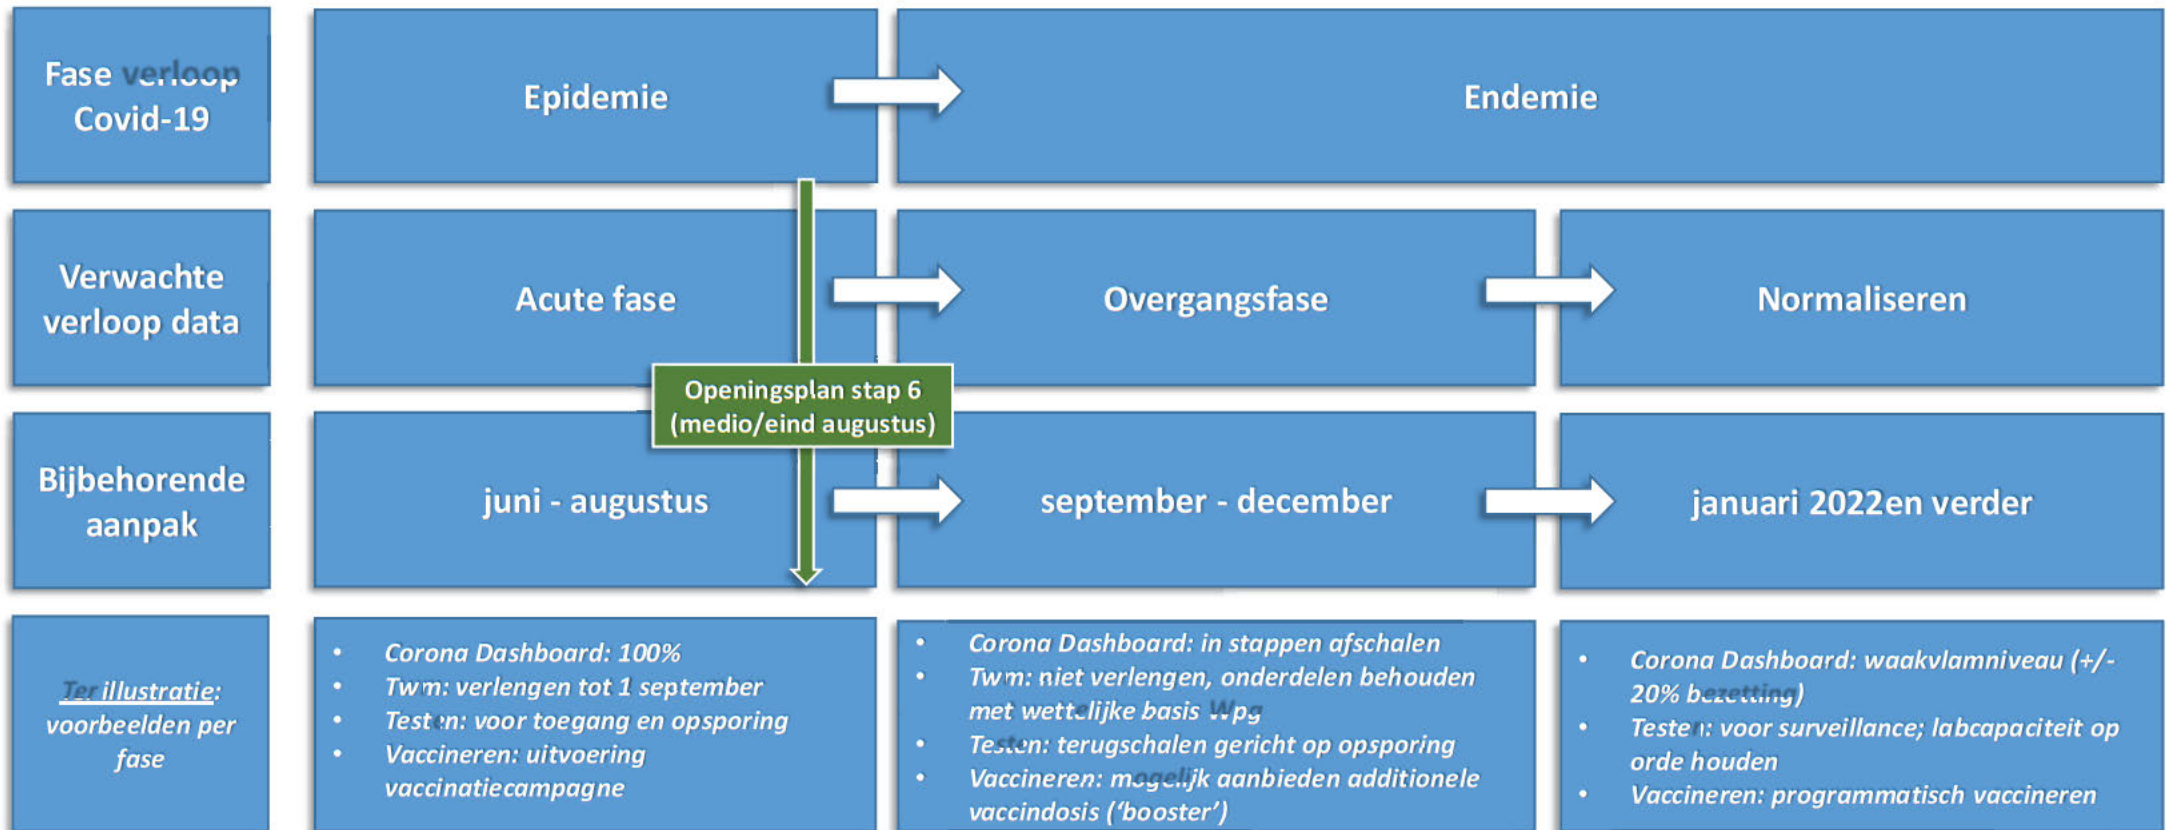 Fase verloop
Covid-19
Epidemie
Endemie
Verwachte
verloop data
Acute fase
Overgangsfase
Normaliseren
Openingsplan stap 6
(medio/eind augustus)
Bijbehorende
aanpak
juni - augustus
september - december
januari 2022en verder
Ter illustratie:
voorbeelden per
fase
• Corona Dashboard: 100%
• Twm: verlengen tot 1 september
• Testen: voor toegang en opsporing
• Vaccineren: uitvoering
vaccinatiecampagne
• Corona Dashboard: in stappen afschalen
• Twm: niet verlengen, onderdelen behouden
met wettelijke basis Wpg
• Testen: terugschalen gericht op opsporing
• Vaccineren: mogelijk aanbieden additionele
vaccindosis (‘booster’)
• Corona Dashboard: waakvlamniveau (+/-
20% bezetting)
• Testen: voor surveillance; labcapaciteit op
orde houden
• Vaccineren: programmatisch vaccineren